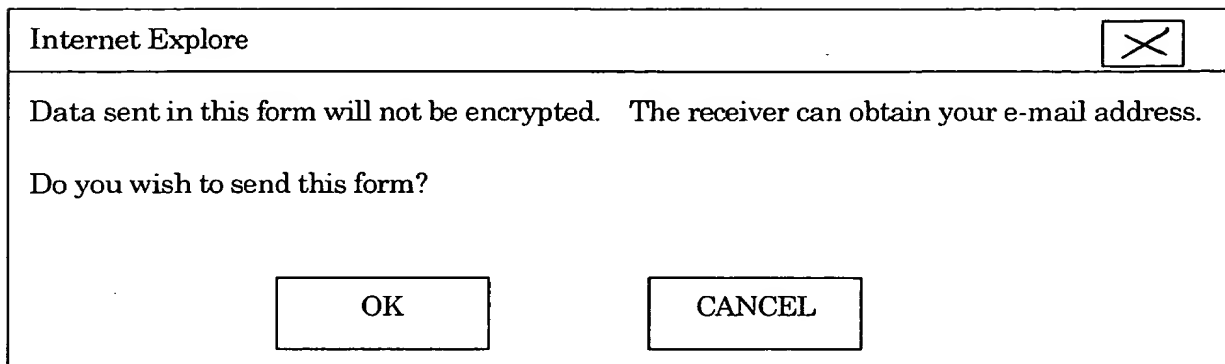 Internet Explore
Data sent in this form will not be encrypted. The receiver can obtain your e-mail address.
Do you wish to send this form?
OK CANCEL